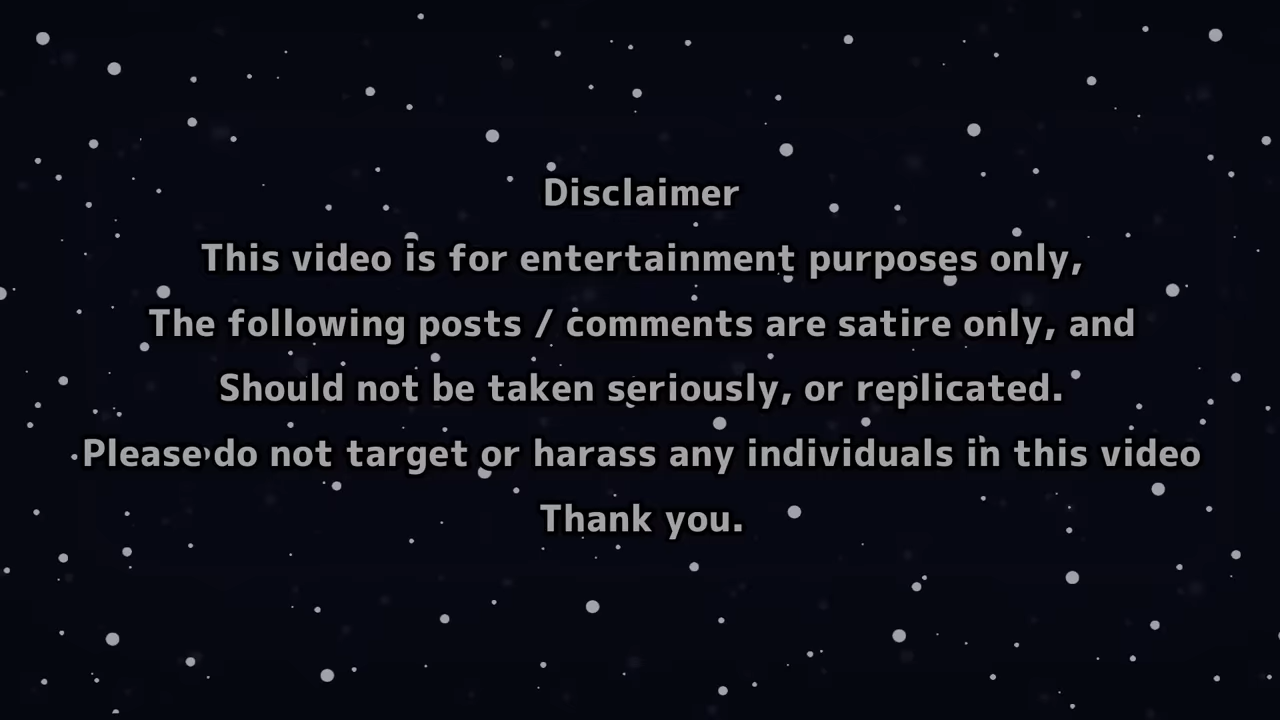 Disclaimer
This video is for entertainment purposes only,
The following posts / comments are satire only, and
Should not be taken seriously, or replicated.
Please do not target or harass any individuals in this video
Thank you.